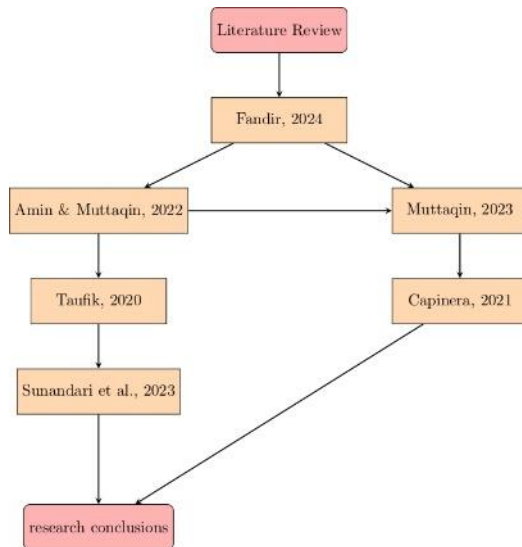 Literature Review
Fandir, 2024
Amin & Muttaqin, 2022
Muttaqin, 2023
Taufik, 2020
Capinera, 2021
Sunandari et al., 2023
research conclusions